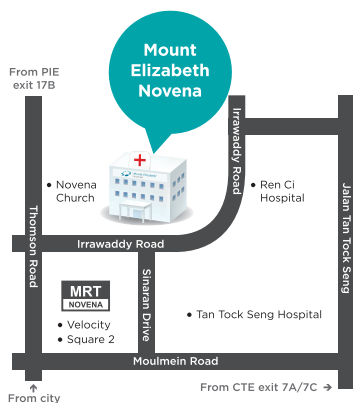 Mount
Elizabeth
Novena
From PIE
exit 17B
Irrawaddy Road
Novena
Church
Ren Ci
Hospital
Thomson Road
Jalan Tan Tock Seng
Irrawaddy Road
Sinaran Drive
MRT
NOVENA
Velocity
Square 2
Tan Tock Seng Hospital
Moulmein Road
From CTE exit 7A/7C
From city